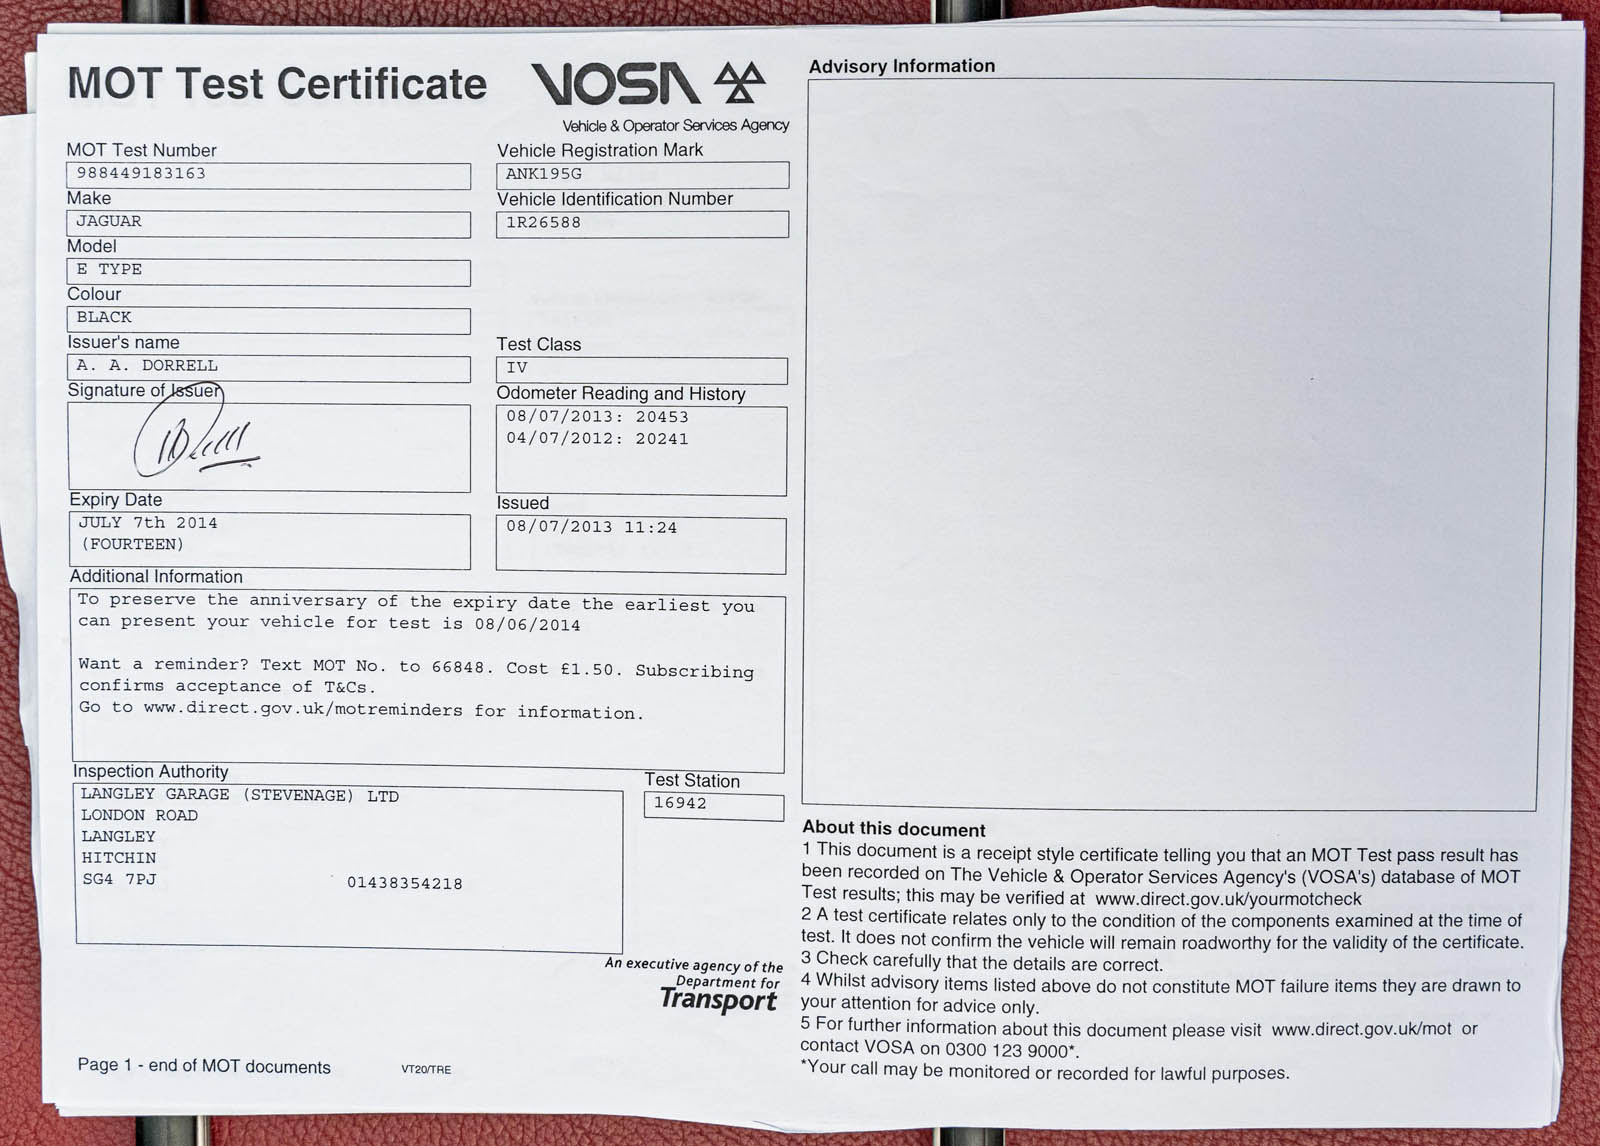 MOT Test Certificate
VOSA
Vehicle & Operator Services Agency
MOT Test Number
988449183163
Vehicle Registration Mark
ANK195G
Make
JAGUAR
Vehicle Identification Number
1R26588
Model
E TYPE
Colour
BLACK
Issuer's name
A. A. DORRELL
Test Class
IV
Signature of Issuer
Odometer Reading and History
08/07/2013: 20453
04/07/2012: 20241
Expiry Date
JULY 7th 2014
(FOURTEEN)
Issued
08/07/2013 11:24
Additional Information
To preserve the anniversary of the expiry date the earliest you
can present your vehicle for test is 08/06/2014
Want a reminder? Text MOT No. to 66848. Cost £1.50. Subscribing
confirms acceptance of T&Cs.
Go to www.direct.gov.uk/motreminders for information.
Inspection Authority
LANGLEY GARAGE (STEVENAGE) LTD
LONDON ROAD
LANGLEY
HITCHIN
SG4 7PJ 01438354218
Test Station
16942
An executive agency of the
Department for
Transport
Page 1 - end of MOT documents VT20/TRE
Advisory Information
About this document
1 This document is a receipt style certificate telling you that an MOT Test pass result has
been recorded on The Vehicle & Operator Services Agency's (VOSA's) database of MOT
Test results; this may be verified at www.direct.gov.uk/yourmotcheck
2 A test certificate relates only to the condition of the components examined at the time of
test. It does not confirm the vehicle will remain roadworthy for the validity of the certificate.
3 Check carefully that the details are correct.
4 Whilst advisory items listed above do not constitute MOT failure items they are drawn to
your attention for advice only.
5 For further information about this document please visit www.direct.gov.uk/mot or
contact VOSA on 0300 123 9000*.
*Your call may be monitored or recorded for lawful purposes.